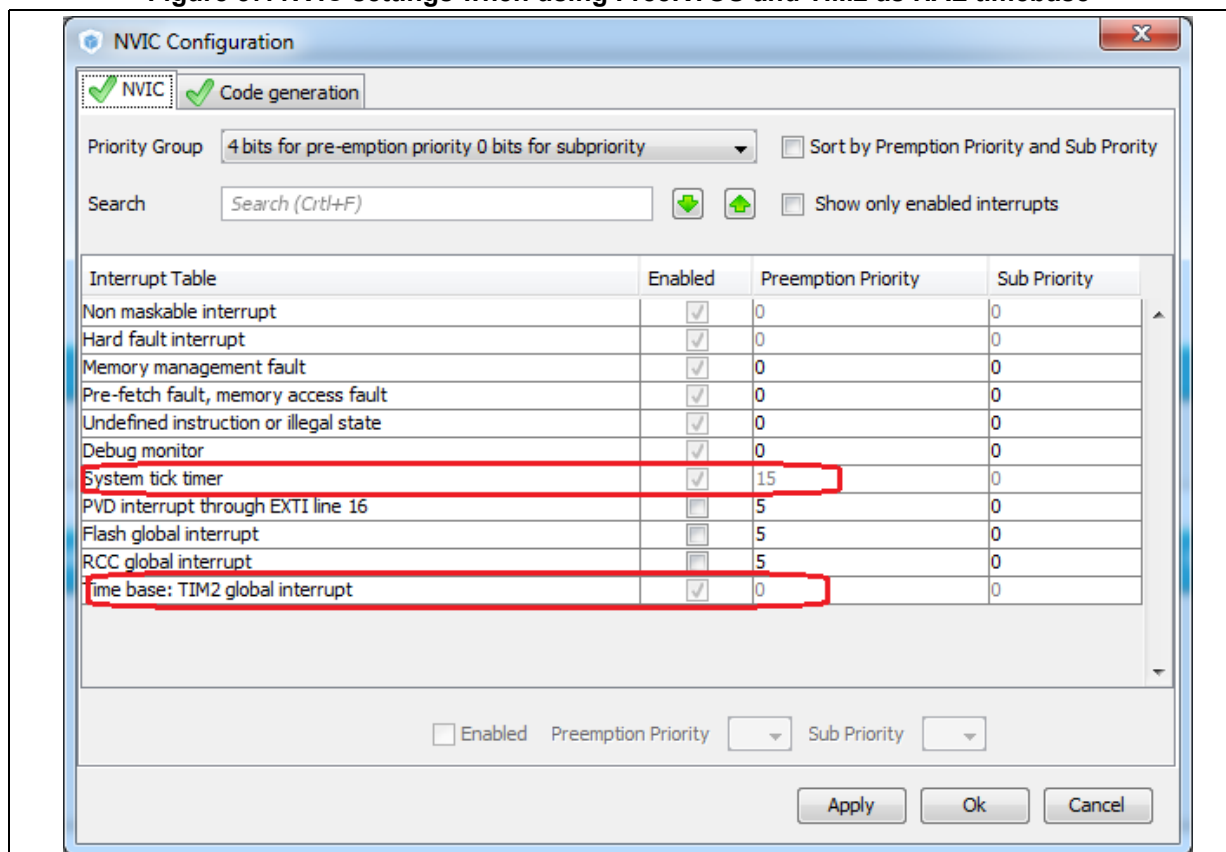 NVIC Configuration
NVIC Code generation
Priority Group 4 bits for pre-emption priority 0 bits for subpriority Sort by Premption Priority and Sub Prority
Search Search (Crtl+F) Show only enabled interrupts
Interrupt Table Enabled Preemption Priority Sub Priority
Non maskable interrupt 0 0
Hard fault interrupt 0 0
Memory management fault 0 0
Pre-fetch fault, memory access fault 0 0
Undefined instruction or illegal state 0 0
Debug monitor 0 0
System tick timer 15 0
PVD interrupt through EXTI line 16 5 0
Flash global interrupt 5 0
RCC global interrupt 5 0
Time base: TIM2 global interrupt 0 0
Enabled Preemption Priority Sub Priority
Apply Ok Cancel